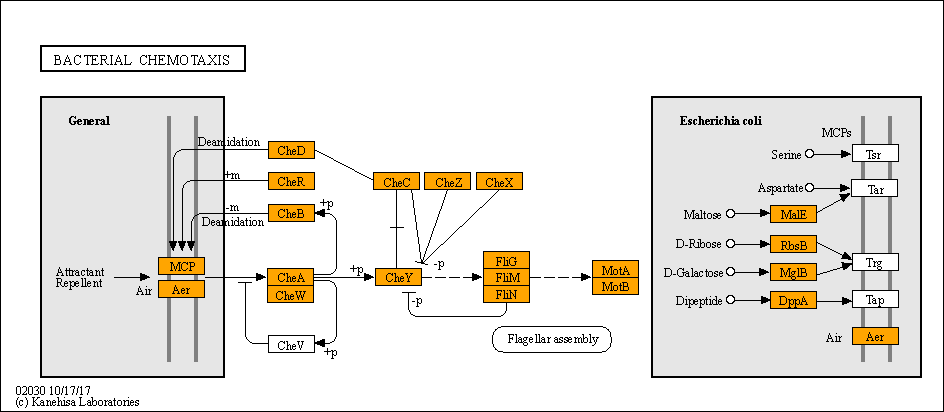 BACTERIAL CHEMOTAXIS
General
Escherichia coli
MCPs
Deamidation
CheD
Serine
Tsr
+m
CheR
CheC
CheZ
CheX
Aspartate
Tar
-m
CheB
+p
Maltose
MalE
Deamidation
D-Ribose
RbsB
MCP
-p
FliG
Trg
Attractant
Repellent
CheA
+p
CheY
FliM
MotA
D-Galactose
MglB
Air
Aer
CheW
FliN
MotB
-p
Dipeptide
DppA
Tap
CheV
+p
Flagellar assembly
Air
Aer
02030 10/17/17
(c) Kanehisa Laboratories